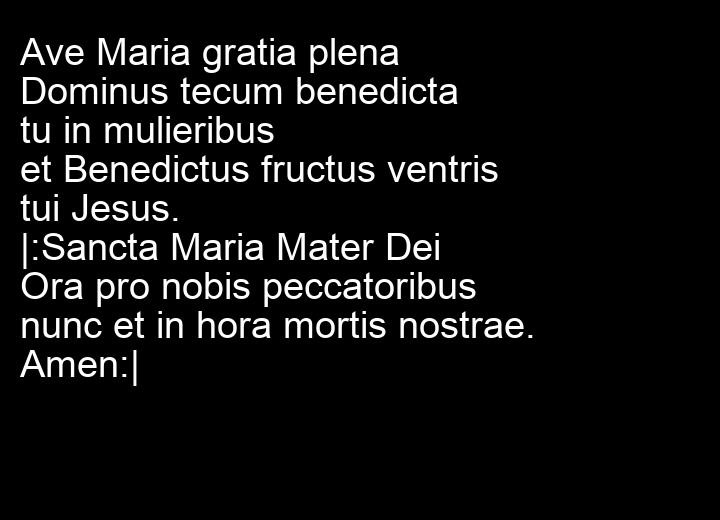 Ave Maria gratia plena
Dominus tecum benedicta
tu in mulieribus
et Benedictus fructus ventris
tui Jesus.
|:Sancta Maria Mater Dei
Ora pro nobis peccatoribus
nunc et in hora mortis nostrae.
Amen:|